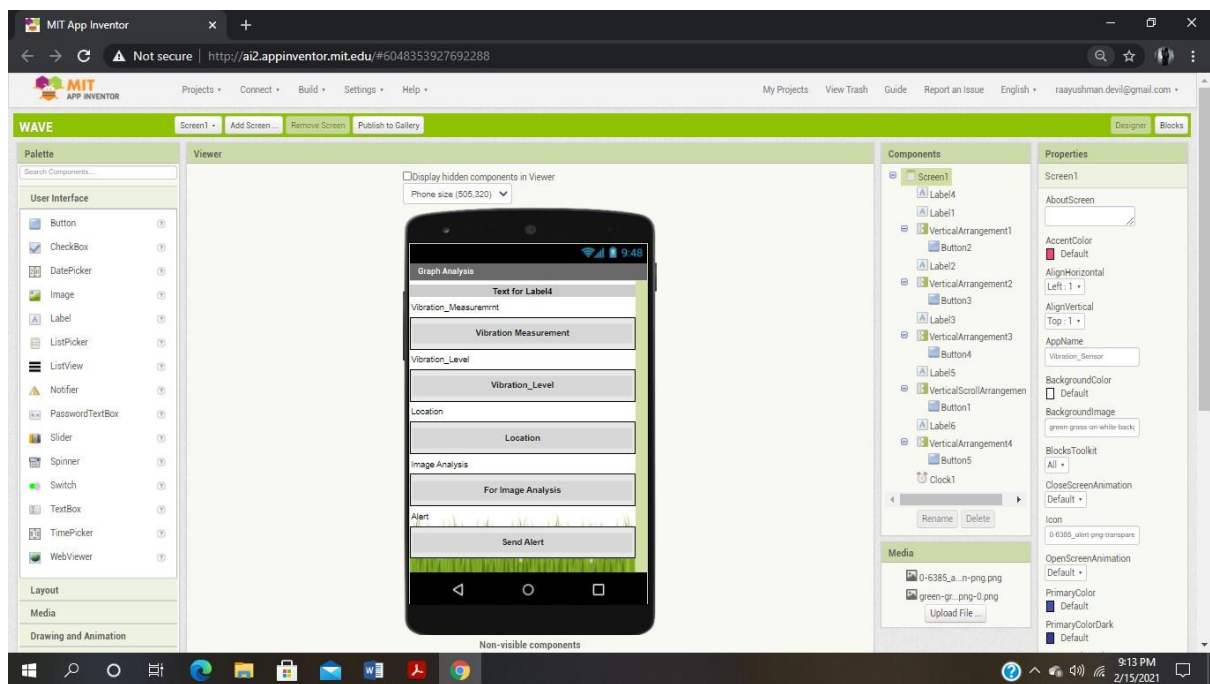 MIT App Inventor
Not secure | http://ai2.appinventor.mit.edu/#6048353927692288
MIT
APP INVENTOR
Projects Connect Build Settings Help My Projects View Trash Guide Report an Issue English raayushman.devil@gmail.com
WAVE Screen1 Add Screen ... Remove Screen Publish to Gallery Designer Blocks
Palette
Search Components...
User Interface
Button
CheckBox
DatePicker
Image
Label
ListPicker
ListView
Notifier
PasswordTextBox
Slider
Spinner
Switch
TextBox
TimePicker
WebViewer
Layout
Media
Drawing and Animation
Viewer
Display hidden components in Viewer
Phone size (505,320)
9:48
Graph Analysis
Text for Label4
Vibration_Measuremrnt
Vibration Measurement
Vibration_Level
Vibration_Level
Location
Location
Image Analysis
For Image Analysis
Alert
Send Alert
Non-visible components
Components
Screen1
Label4
Label1
VerticalArrangement1
Button2
Label2
VerticalArrangement2
Button3
Label3
VerticalArrangement3
Button4
Label5
VerticalScrollArrangemen
Button1
Label6
VerticalArrangement4
Button5
Clock1
Rename Delete
Media
0-6385_a...n-png.png
green-gr...png-0.png
Upload File ...
Properties
Screen1
AboutScreen
AccentColor
Default
AlignHorizontal
Left : 1
AlignVertical
Top : 1
AppName
Vibration_Sensor
BackgroundColor
Default
BackgroundImage
green-grass-on-white-back
BlocksToolkit
All
CloseScreenAnimation
Default
Icon
0-6385_alert-png-transpare
OpenScreenAnimation
Default
PrimaryColor
Default
PrimaryColorDark
Default
9:13 PM
2/15/2021